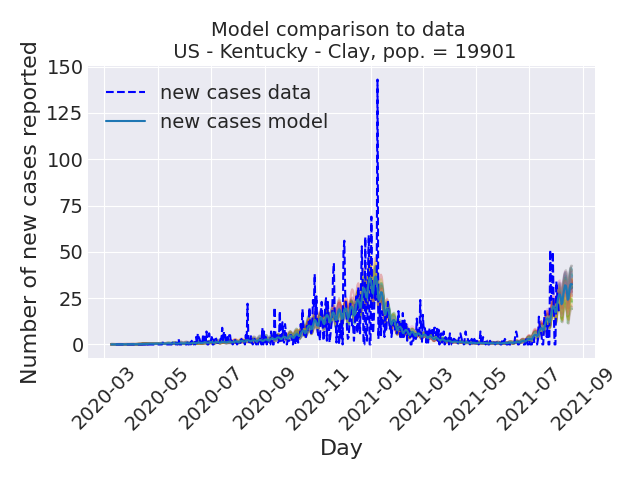 Model comparison to data
US - Kentucky - Clay, pop. = 19901
Number of new cases reported
150
125
100
75
50
25
0
new cases data
new cases model
2020-03
2020-05
2020-07
2020-09
2020-11
2021-01
2021-03
2021-05
2021-07
2021-09
Day